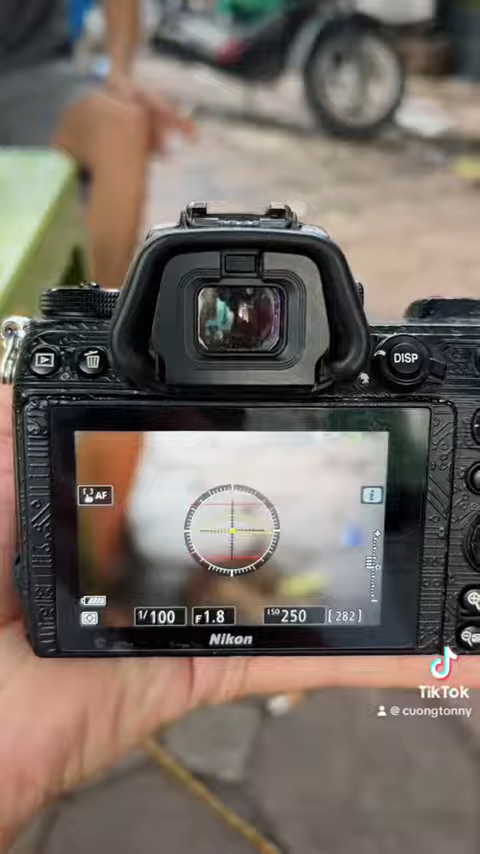 DISP
AF
i
1/100 F1.8 ISO 250 [282]
Nikon
TikTok
@ cuongtonny